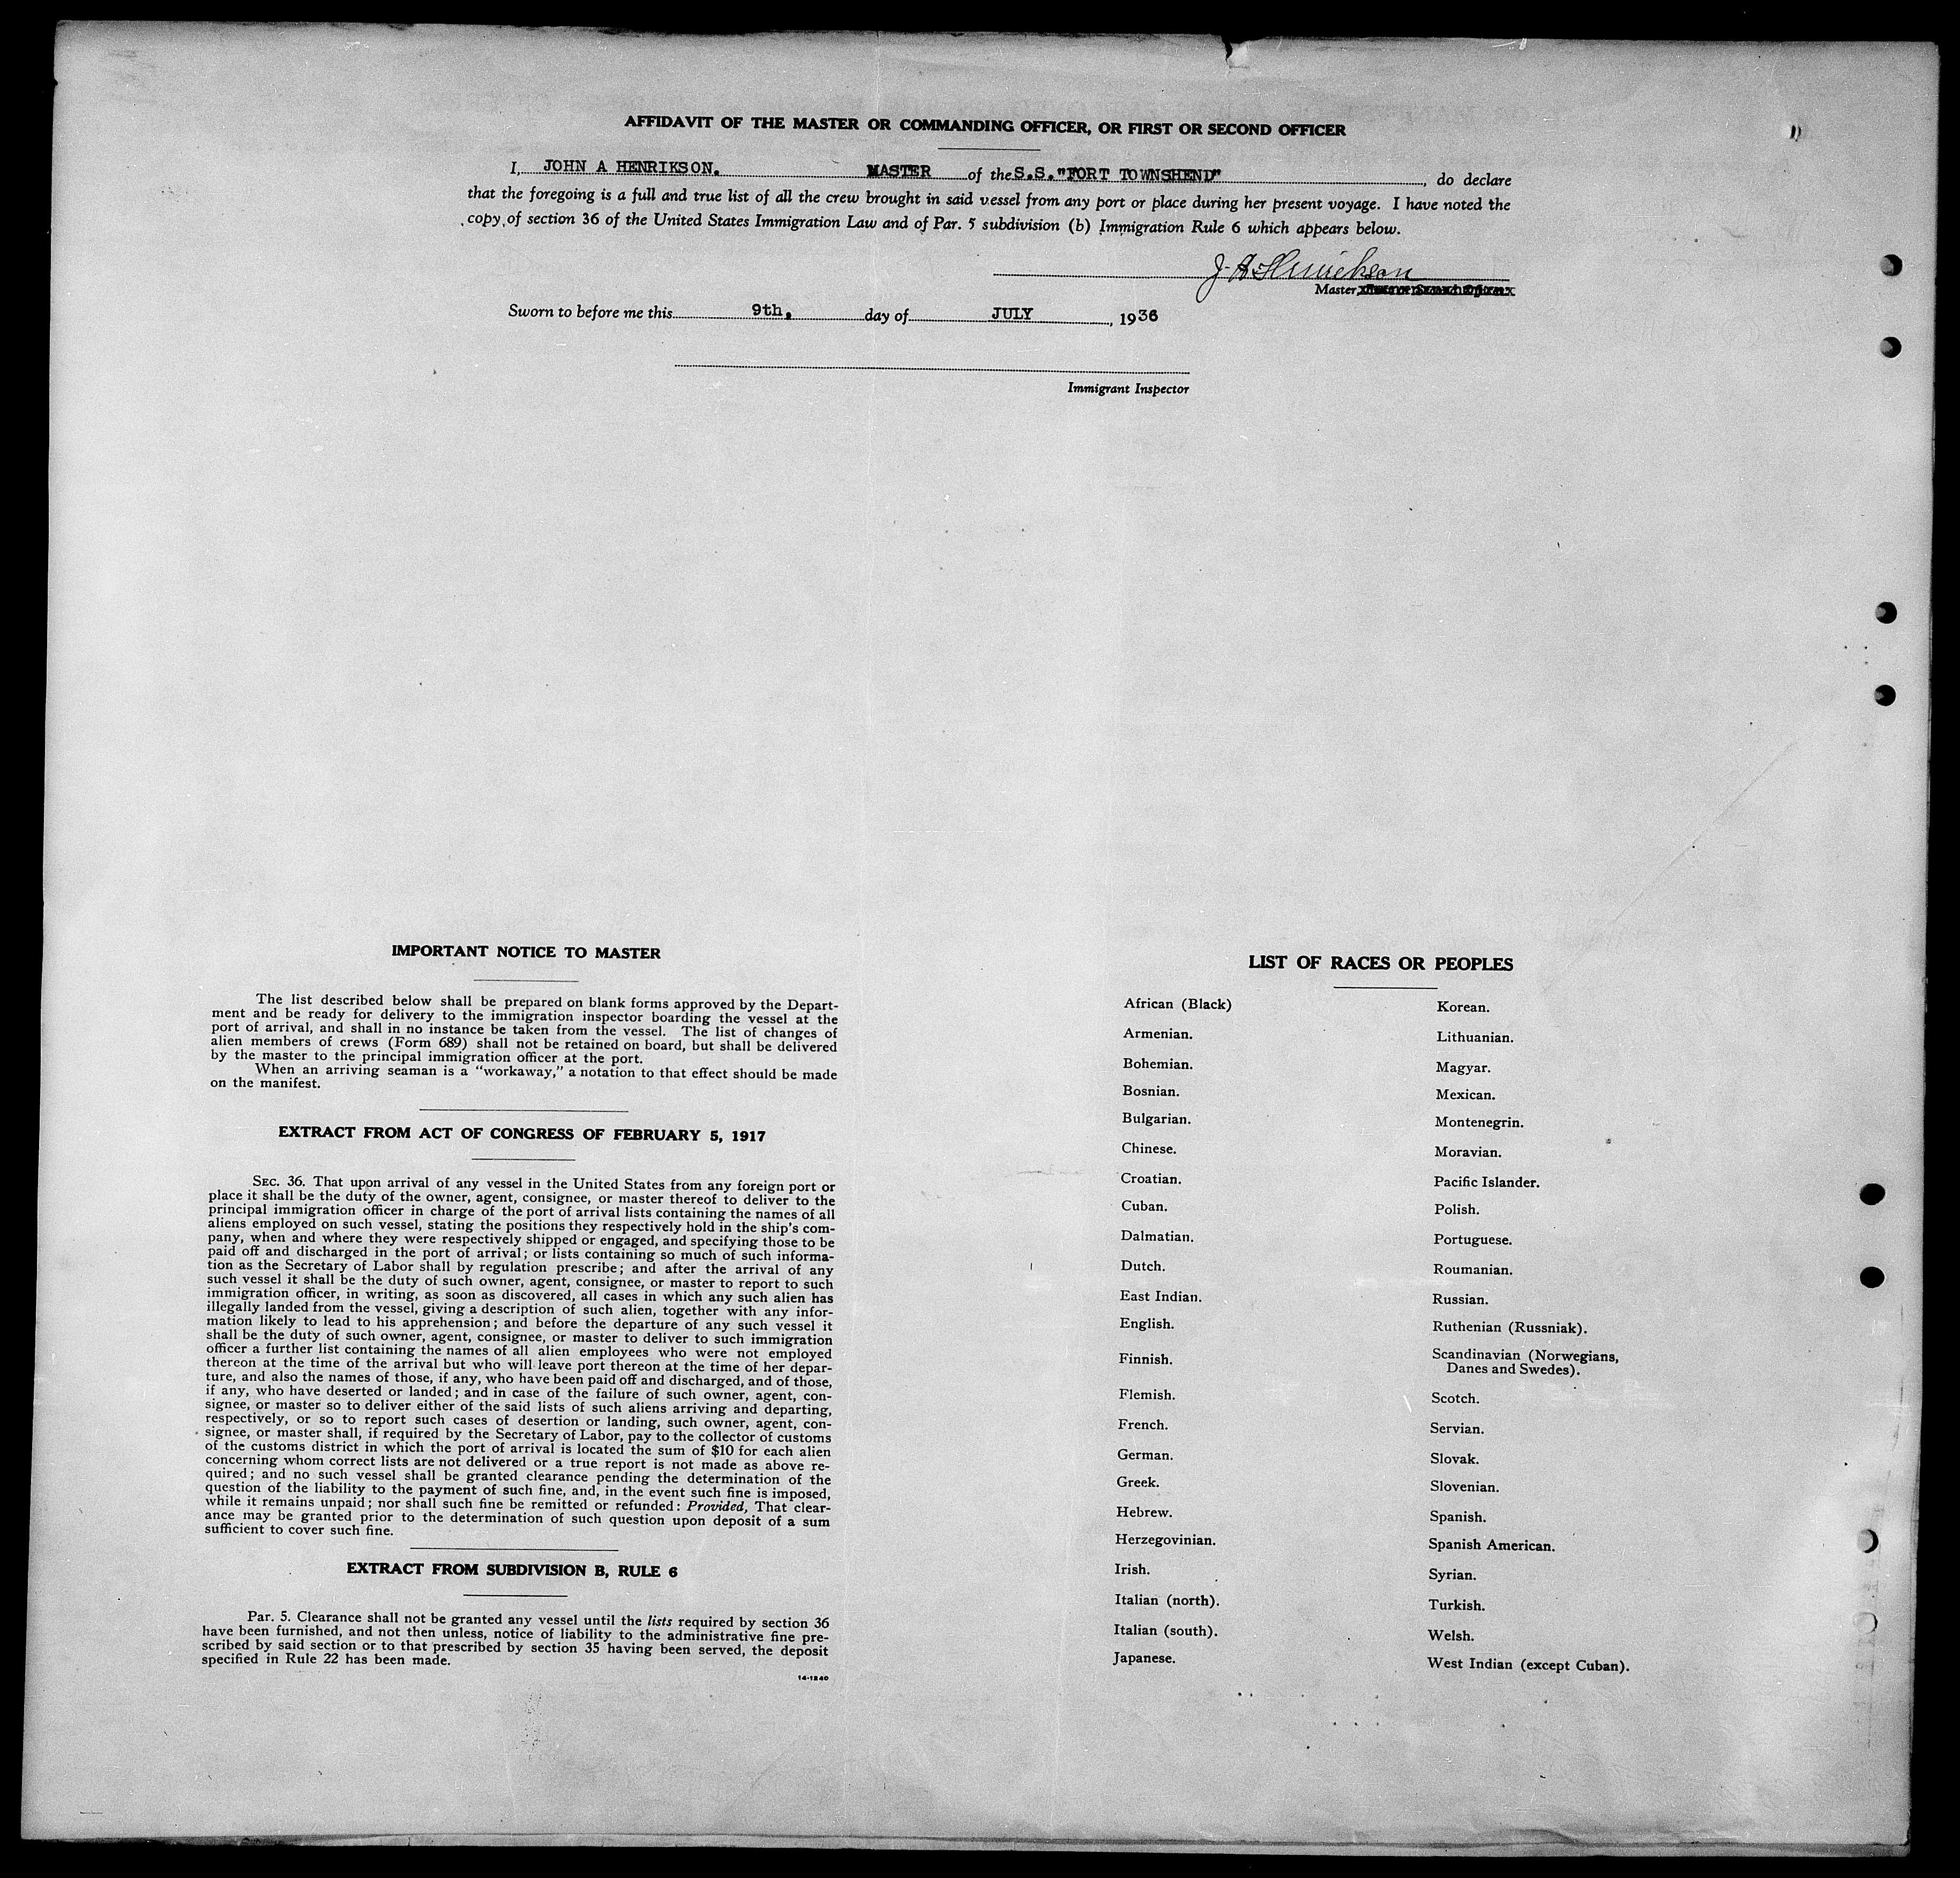 AFFIDAVIT OF THE MASTER OR COMMANDING OFFICER, OR FIRST OR SECOND OFFICER
I, JOHN A HENRIKSON. MASTER of the S.S."FORT TOWNSHEND", do declare
that the foregoing is a full and true list of all the crew brought in said vessel from any port or place during her present voyage. I have noted the
copy of section 36 of the United States Immigration Law and of Par. 5 subdivision (b) Immigration Rule 6 which appears below.
J. A. Henrickson
Master,
Sworn to before me this 9th. day of JULY, 1936
Immigrant Inspector
IMPORTANT NOTICE TO MASTER
The list described below shall be prepared on blank forms approved by the Depart-
ment and be ready for delivery to the immigration inspector boarding the vessel at the
port of arrival, and shall in no instance be taken from the vessel. The list of changes of
alien members of crews (Form 689) shall not be retained on board, but shall be delivered
by the master to the principal immigration officer at the port.
When an arriving seaman is a "workaway," a notation to that effect should be made
on the manifest.
EXTRACT FROM ACT OF CONGRESS OF FEBRUARY 5, 1917
SEC. 36. That upon arrival of any vessel in the United States from any foreign port or
place it shall be the duty of the owner, agent, consignee, or master thereof to deliver to the
principal immigration officer in charge of the port of arrival lists containing the names of all
aliens employed on such vessel, stating the positions they respectively hold in the ship's com-
pany, when and where they were respectively shipped or engaged, and specifying those to be
paid off and discharged in the port of arrival; or lists containing so much of such informa-
tion as the Secretary of Labor shall by regulation prescribe; and after the arrival of any
such vessel it shall be the duty of such owner, agent, consignee, or master to report to such
immigration officer, in writing, as soon as discovered, all cases in which any such alien has
illegally landed from the vessel, giving a description of such alien, together with any infor-
mation likely to lead to his apprehension; and before the departure of any such vessel it
shall be the duty of such owner, agent, consignee, or master to deliver to such immigration
officer a further list containing the names of all alien employees who were not employed
thereon at the time of the arrival but who will leave port thereon at the time of her depar-
ture, and also the names of those, if any, who have been paid off and discharged, and of those,
if any, who have deserted or landed; and in case of the failure of such owner, agent, con-
signee, or master so to deliver either of the said lists of such aliens arriving and departing,
respectively, or so to report such cases of desertion or landing, such owner, agent, con-
signee, or master shall, if required by the Secretary of Labor, pay to the collector of customs
of the customs district in which the port of arrival is located the sum of $10 for each alien
concerning whom correct lists are not delivered or a true report is not made as above re-
quired; and no such vessel shall be granted clearance pending the determination of the
question of the liability to the payment of such fine, and, in the event such fine is imposed,
while it remains unpaid; nor shall such fine be remitted or refunded: Provided, That clear-
ance may be granted prior to the determination of such question upon deposit of a sum
sufficient to cover such fine.
EXTRACT FROM SUBDIVISION B, RULE 6
Par. 5. Clearance shall not be granted any vessel until the lists required by section 36
have been furnished, and not then unless, notice of liability to the administrative fine pre-
scribed by said section or to that prescribed by section 35 having been served, the deposit
specified in Rule 22 has been made.
14-1240
LIST OF RACES OR PEOPLES
African (Black)
Armenian.
Bohemian.
Bosnian.
Bulgarian.
Chinese.
Croatian.
Cuban.
Dalmatian.
Dutch.
East Indian.
English.
Finnish.
Flemish.
French.
German.
Greek.
Hebrew.
Herzegovinian.
Irish.
Italian (north).
Italian (south).
Japanese.
Korean.
Lithuanian.
Magyar.
Mexican.
Montenegrin.
Moravian.
Pacific Islander.
Polish.
Portuguese.
Roumanian.
Russian.
Ruthenian (Russniak).
Scandinavian (Norwegians,
Danes and Swedes).
Scotch.
Servian.
Slovak.
Slovenian.
Spanish.
Spanish American.
Syrian.
Turkish.
Welsh.
West Indian (except Cuban).